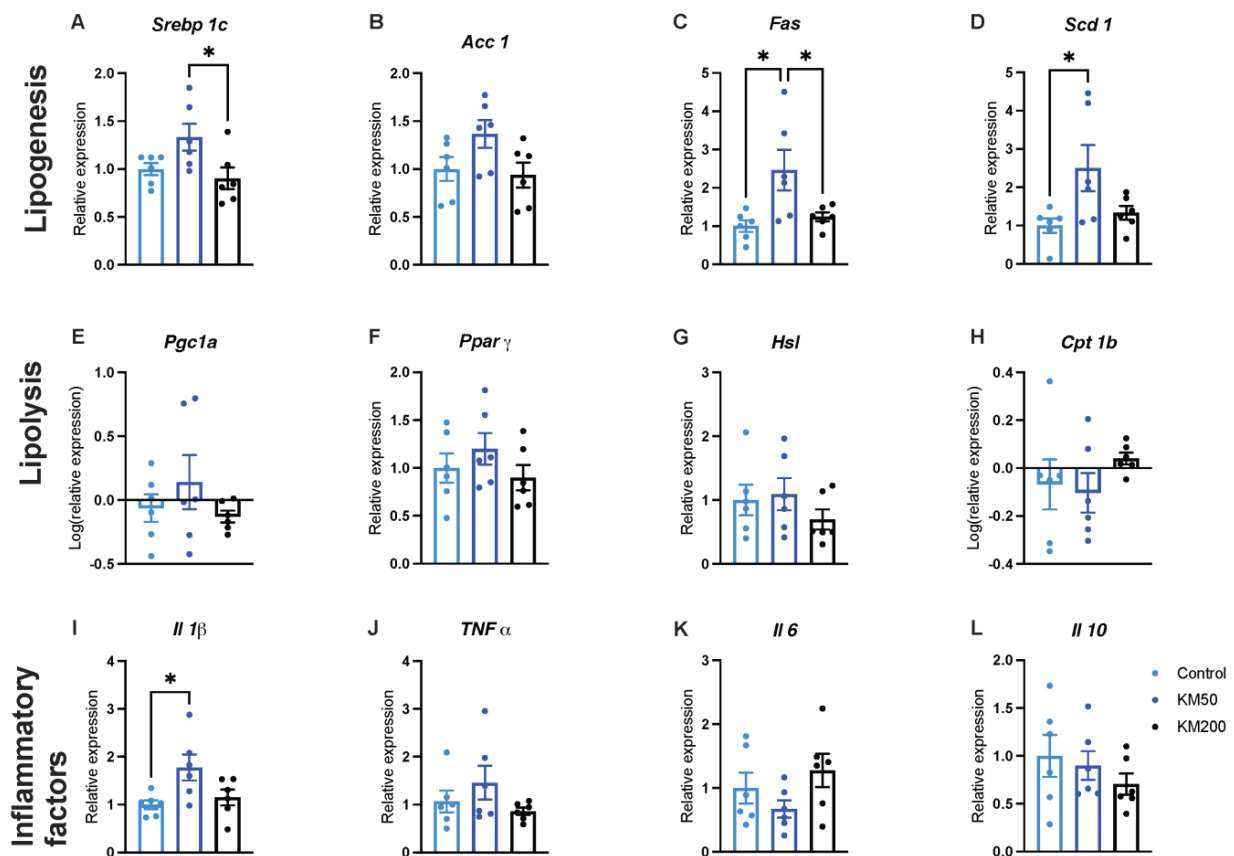 Lipogenesis
A
Srebp 1c
*
Relative expression
2.0
1.5
1.0
0.5
0.0
B
Acc 1
Relative expression
2.0
1.5
1.0
0.5
0.0
C
Fas
*
*
Relative expression
5
4
3
2
1
0
D
Scd 1
*
Relative expression
5
4
3
2
1
0
Lipolysis
E
Pgc1a
Log(relative expression)
1.0
0.5
0.0
-0.5
F
Ppar γ
Relative expression
2.0
1.5
1.0
0.5
0.0
G
Hsl
Relative expression
3
2
1
0
H
Cpt 1b
Log(relative expression)
0.4
0.2
0.0
-0.2
-0.4
Inflammatory
factors
I
Il 1β
*
Relative expression
4
3
2
1
0
J
TNF α
Relative expression
4
3
2
1
0
K
Il 6
Relative expression
3
2
1
0
L
Il 10
Relative expression
2.0
1.5
1.0
0.5
0.0
Control
KM50
KM200